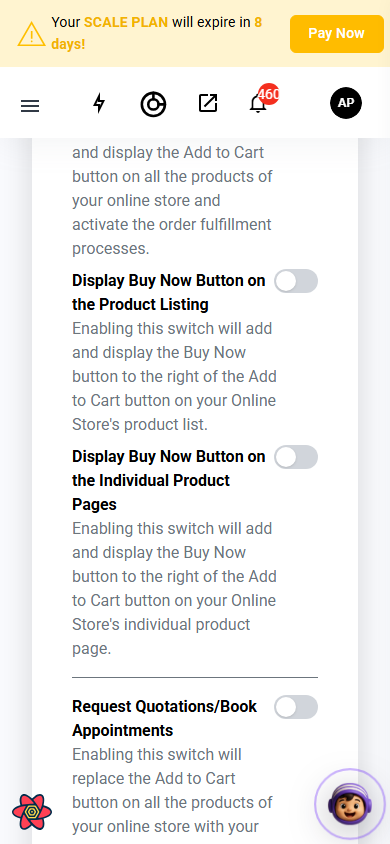 Your SCALE PLAN will expire in 8
days!
Pay Now
460
AP
and display the Add to Cart
button on all the products of
your online store and
activate the order fulfillment
processes.
Display Buy Now Button on
the Product Listing
Enabling this switch will add
and display the Buy Now
button to the right of the Add
to Cart button on your Online
Store's product list.
Display Buy Now Button on
the Individual Product
Pages
Enabling this switch will add
and display the Buy Now
button to the right of the Add
to Cart button on your Online
Store's individual product
page.
Request Quotations/Book
Appointments
Enabling this switch will
replace the Add to Cart
button on all the products of
your online store with your